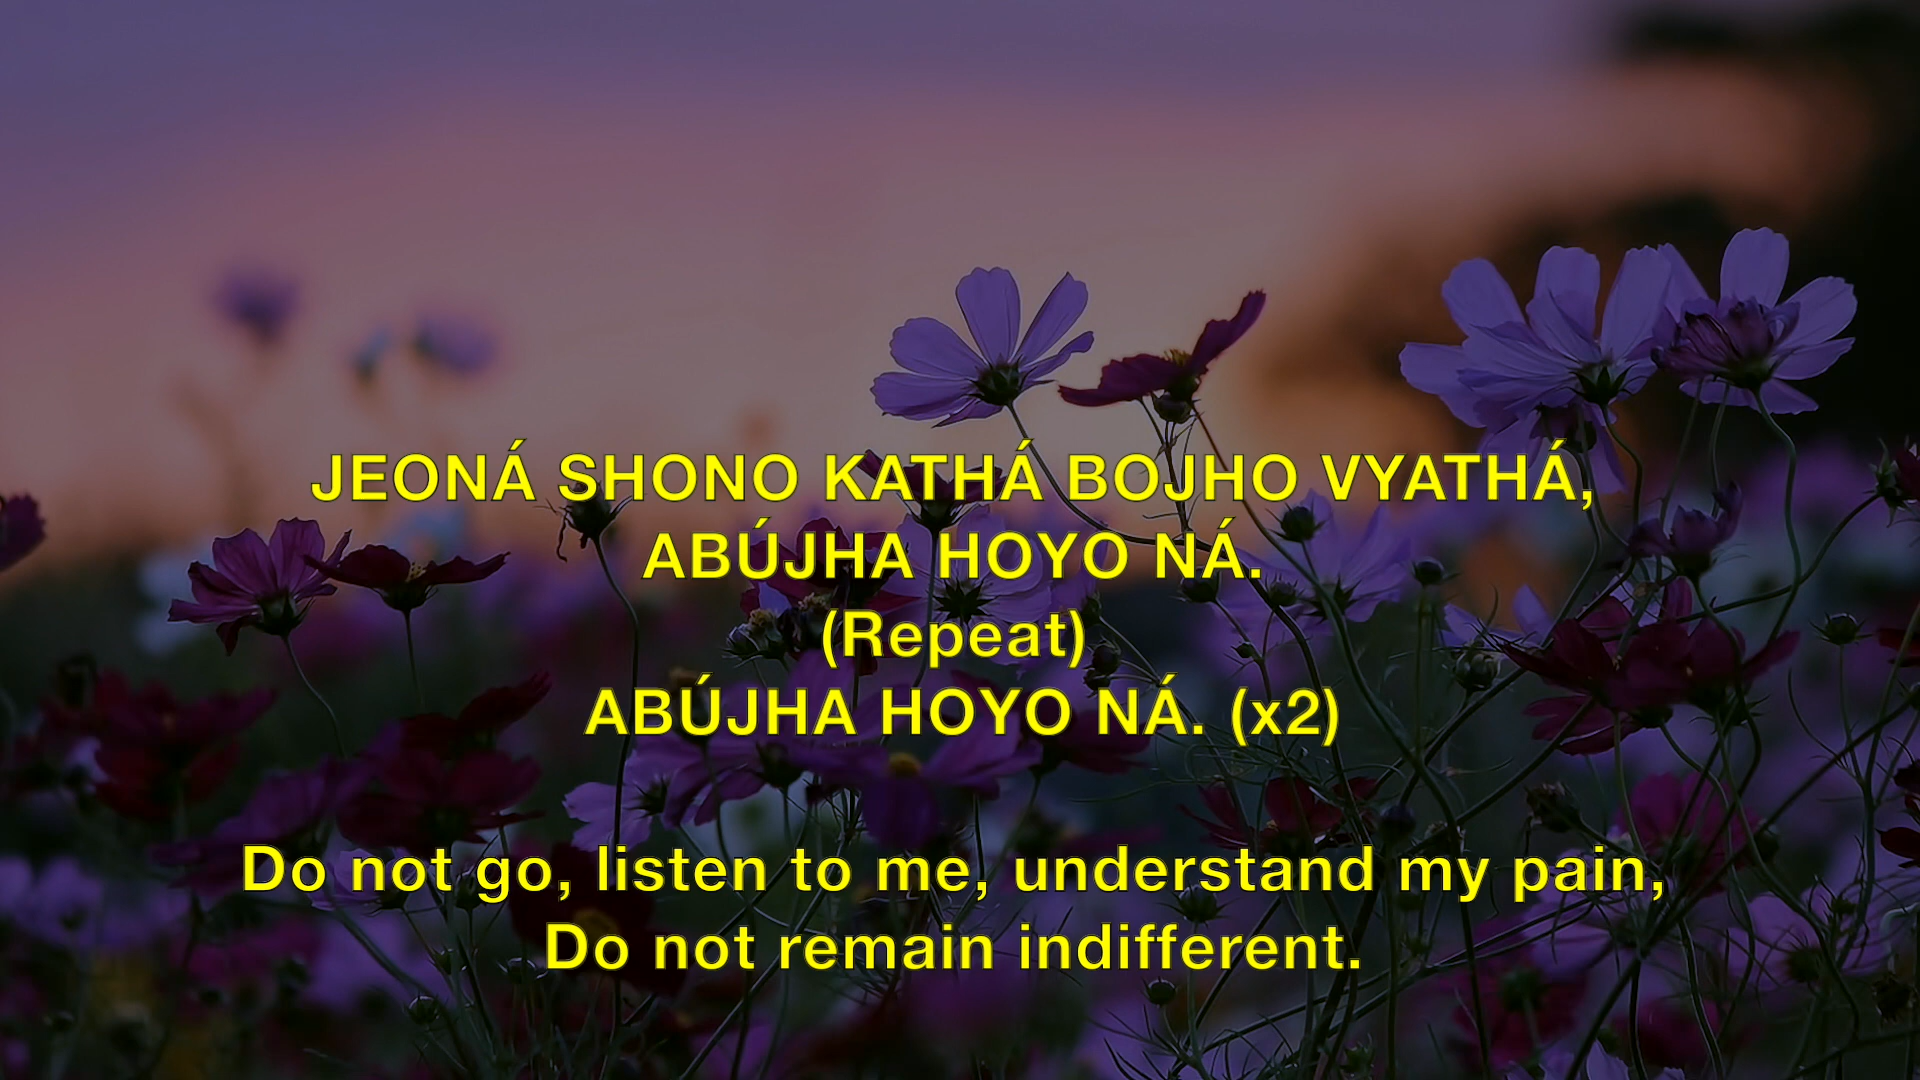 JEONÁ SHONO KATHÁ BOJHO VYATHÁ,
ABÚJHA HOYO NÁ.
(Repeat)
ABÚJHA HOYO NÁ. (x2)
Do not go, listen to me, understand my pain,
Do not remain indifferent.